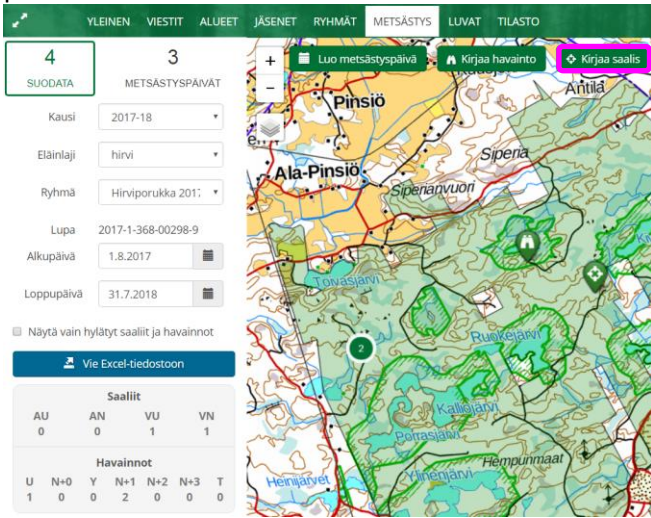 YLEINEN VIESTIT ALUEET JÄSENET RYHMÄT METSÄSTYS LUVAT TILASTO
4 3
SUODATA METSÄSTYSPÄIVÄT
Luo metsästyspäivä Kirjaa havainto Kirjaa saalis
+
−
Kausi 2017-18
Eläinlaji hirvi
Ryhmä Hirviporukka 2017
Lupa 2017-1-368-00298-9
Alkupäivä 1.8.2017
Loppupäivä 31.7.2018
Näytä vain hylätyt saaliit ja havainnot
Vie Excel-tiedostoon
Saaliit
AU AN VU VN
0 0 1 1
Havainnot
U N+0 Y N+1 N+2 N+3 T
1 0 0 2 0 0 0
Antila
Pinsiö
Siperia
Ala-Pinsiö
Siperianvuori
Toivasjärvi
Ruokejärvi
2
Kalliojärvi
Porrasjärvi
Hempunmaat
Heinijärvet
Ylinenjärvi